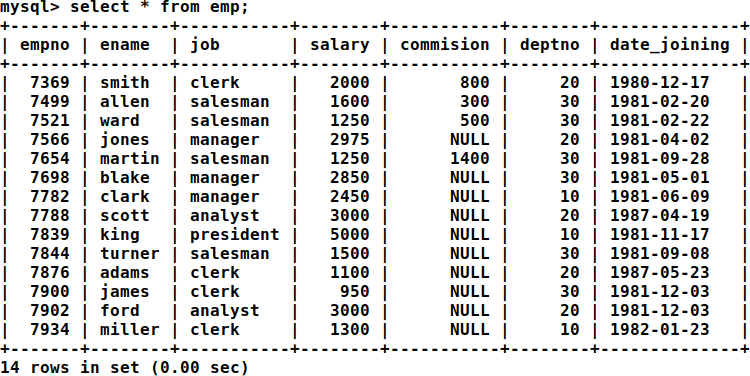 mysql> select * from emp;
+-------+--------+-----------+--------+-----------+--------+--------------+
| empno | ename  | job       | salary | commision | deptno | date_joining |
+-------+--------+-----------+--------+-----------+--------+--------------+
|  7369 | smith  | clerk     |   2000 |       800 |     20 | 1980-12-17   |
|  7499 | allen  | salesman  |   1600 |       300 |     30 | 1981-02-20   |
|  7521 | ward   | salesman  |   1250 |       500 |     30 | 1981-02-22   |
|  7566 | jones  | manager   |   2975 |      NULL |     20 | 1981-04-02   |
|  7654 | martin | salesman  |   1250 |      1400 |     30 | 1981-09-28   |
|  7698 | blake  | manager   |   2850 |      NULL |     30 | 1981-05-01   |
|  7782 | clark  | manager   |   2450 |      NULL |     10 | 1981-06-09   |
|  7788 | scott  | analyst   |   3000 |      NULL |     20 | 1987-04-19   |
|  7839 | king   | president |   5000 |      NULL |     10 | 1981-11-17   |
|  7844 | turner | salesman  |   1500 |      NULL |     30 | 1981-09-08   |
|  7876 | adams  | clerk     |   1100 |      NULL |     20 | 1987-05-23   |
|  7900 | james  | clerk     |    950 |      NULL |     30 | 1981-12-03   |
|  7902 | ford   | analyst   |   3000 |      NULL |     20 | 1981-12-03   |
|  7934 | miller | clerk     |   1300 |      NULL |     10 | 1982-01-23   |
+-------+--------+-----------+--------+-----------+--------+--------------+
14 rows in set (0.00 sec)